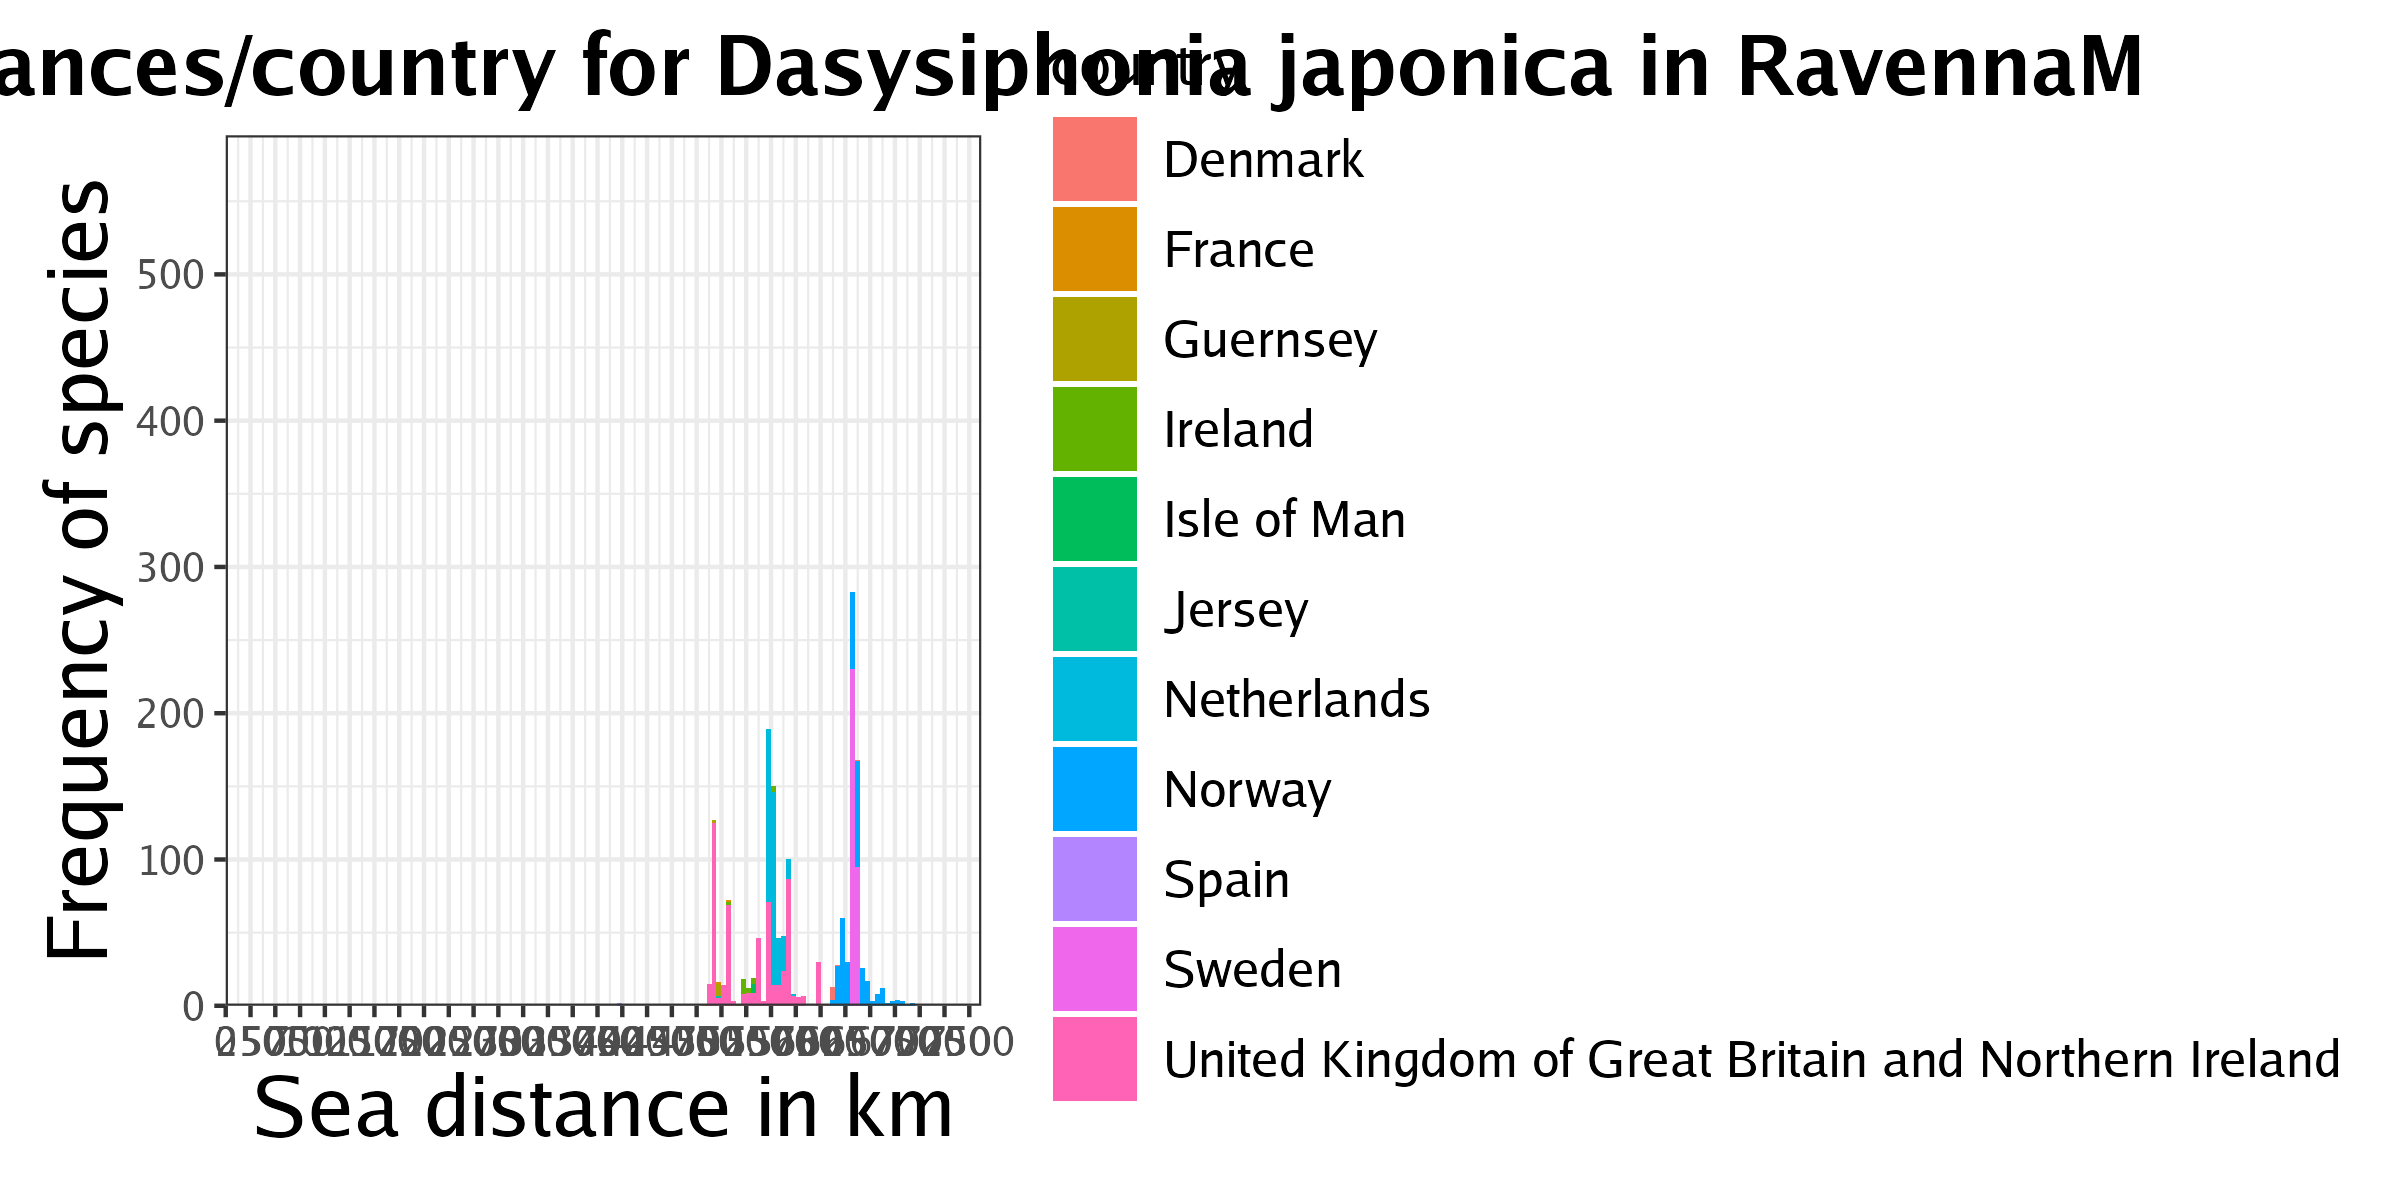 ances/country for Dasysiphonia japonica in RavennaM
country
Denmark
France
Guernsey
Ireland
Isle of Man
Jersey
Netherlands
Norway
Spain
Sweden
United Kingdom of Great Britain and Northern Ireland
Frequency of species
500
400
300
200
100
0
Sea distance in km